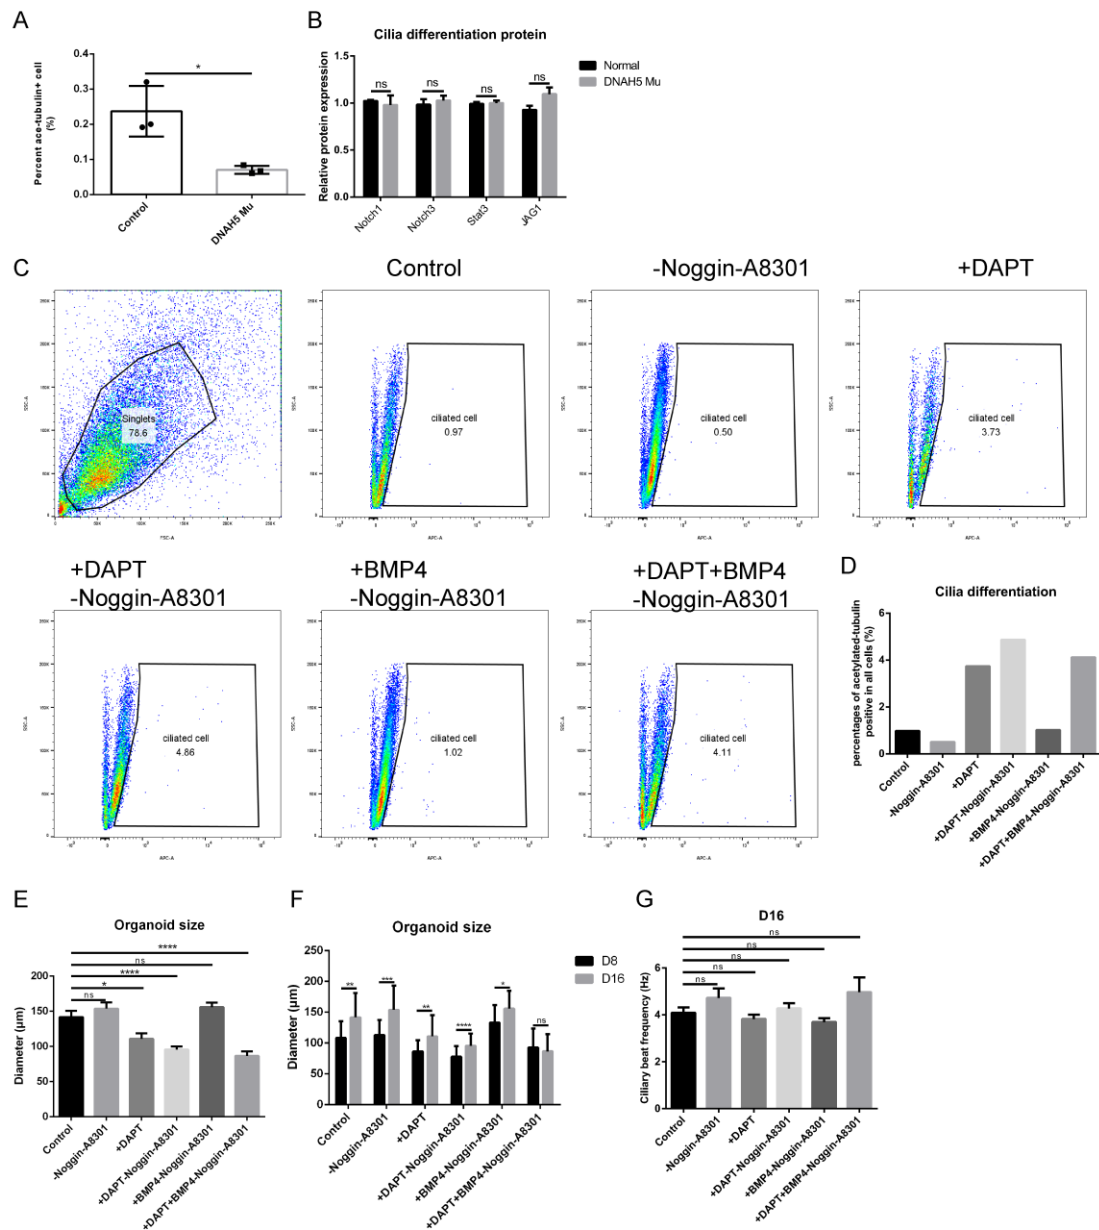 A
Percent ace-tubulin+ cell
(%)
0.4
0.3
0.2
0.1
0.0
*
Control
DNAH5 Mu
B
Cilia differentiation protein
Relative protein expression
1.5
1.0
0.5
0.0
ns
ns
ns
ns
Notch1
Notch3
Stat3
JAG1
Normal
DNAH5 Mu
C
Singlets
78.6
Control
ciliated cell
0.97
APC-A
-Noggin-A8301
ciliated cell
0.50
APC-A
+DAPT
ciliated cell
3.73
APC-A
+DAPT
-Noggin-A8301
ciliated cell
4.86
APC-A
+BMP4
-Noggin-A8301
ciliated cell
1.02
APC-A
+DAPT+BMP4
-Noggin-A8301
ciliated cell
4.11
APC-A
D
Cilia differentiation
percentages of acetylated-tubulin
positive in all cells (%)
6
4
2
0
Control
-Noggin-A8301
+DAPT
+DAPT-Noggin-A8301
+BMP4-Noggin-A8301
+DAPT+BMP4-Noggin-A8301
E
Organoid size
Diameter (μm)
200
150
100
50
0
****
ns
****
*
ns
Control
-Noggin-A8301
+DAPT
+DAPT-Noggin-A8301
+BMP4-Noggin-A8301
+DAPT+BMP4-Noggin-A8301
F
Organoid size
Diameter (μm)
250
200
150
100
50
0
**
***
**
****
*
ns
Control
-Noggin-A8301
+DAPT
+DAPT-Noggin-A8301
+BMP4-Noggin-A8301
+DAPT+BMP4-Noggin-A8301
D8
D16
G
D16
Ciliary beat frequency (Hz)
6
4
2
0
ns
ns
ns
ns
ns
Control
-Noggin-A8301
+DAPT
+DAPT-Noggin-A8301
+BMP4-Noggin-A8301
+DAPT+BMP4-Noggin-A8301